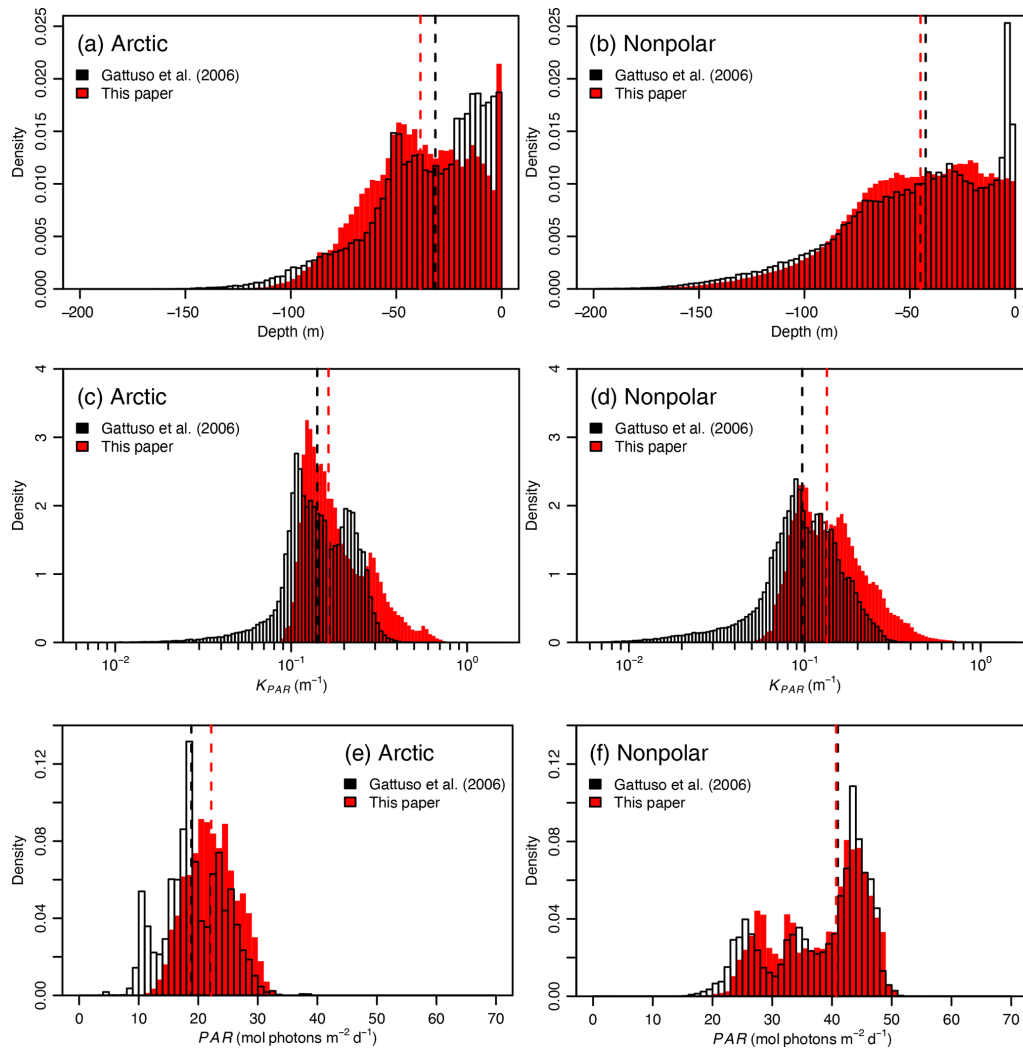 (a) Arctic
Gattuso et al. (2006)
This paper
Density
0.000 0.005 0.010 0.015 0.020 0.025
−200 −150 −100 −50 0
Depth (m)
(b) Nonpolar
Gattuso et al. (2006)
This paper
Density
0.000 0.005 0.010 0.015 0.020 0.025
−200 −150 −100 −50 0
Depth (m)
(c) Arctic
Gattuso et al. (2006)
This paper
Density
0 1 2 3 4
10⁻² 10⁻¹ 10⁰
K_PAR (m⁻¹)
(d) Nonpolar
Gattuso et al. (2006)
This paper
Density
0 1 2 3 4
10⁻² 10⁻¹ 10⁰
K_PAR (m⁻¹)
(e) Arctic
Gattuso et al. (2006)
This paper
Density
0.00 0.04 0.08 0.12
0 10 20 30 40 50 60 70
PAR (mol photons m⁻² d⁻¹)
(f) Nonpolar
Gattuso et al. (2006)
This paper
Density
0.00 0.04 0.08 0.12
0 10 20 30 40 50 60 70
PAR (mol photons m⁻² d⁻¹)